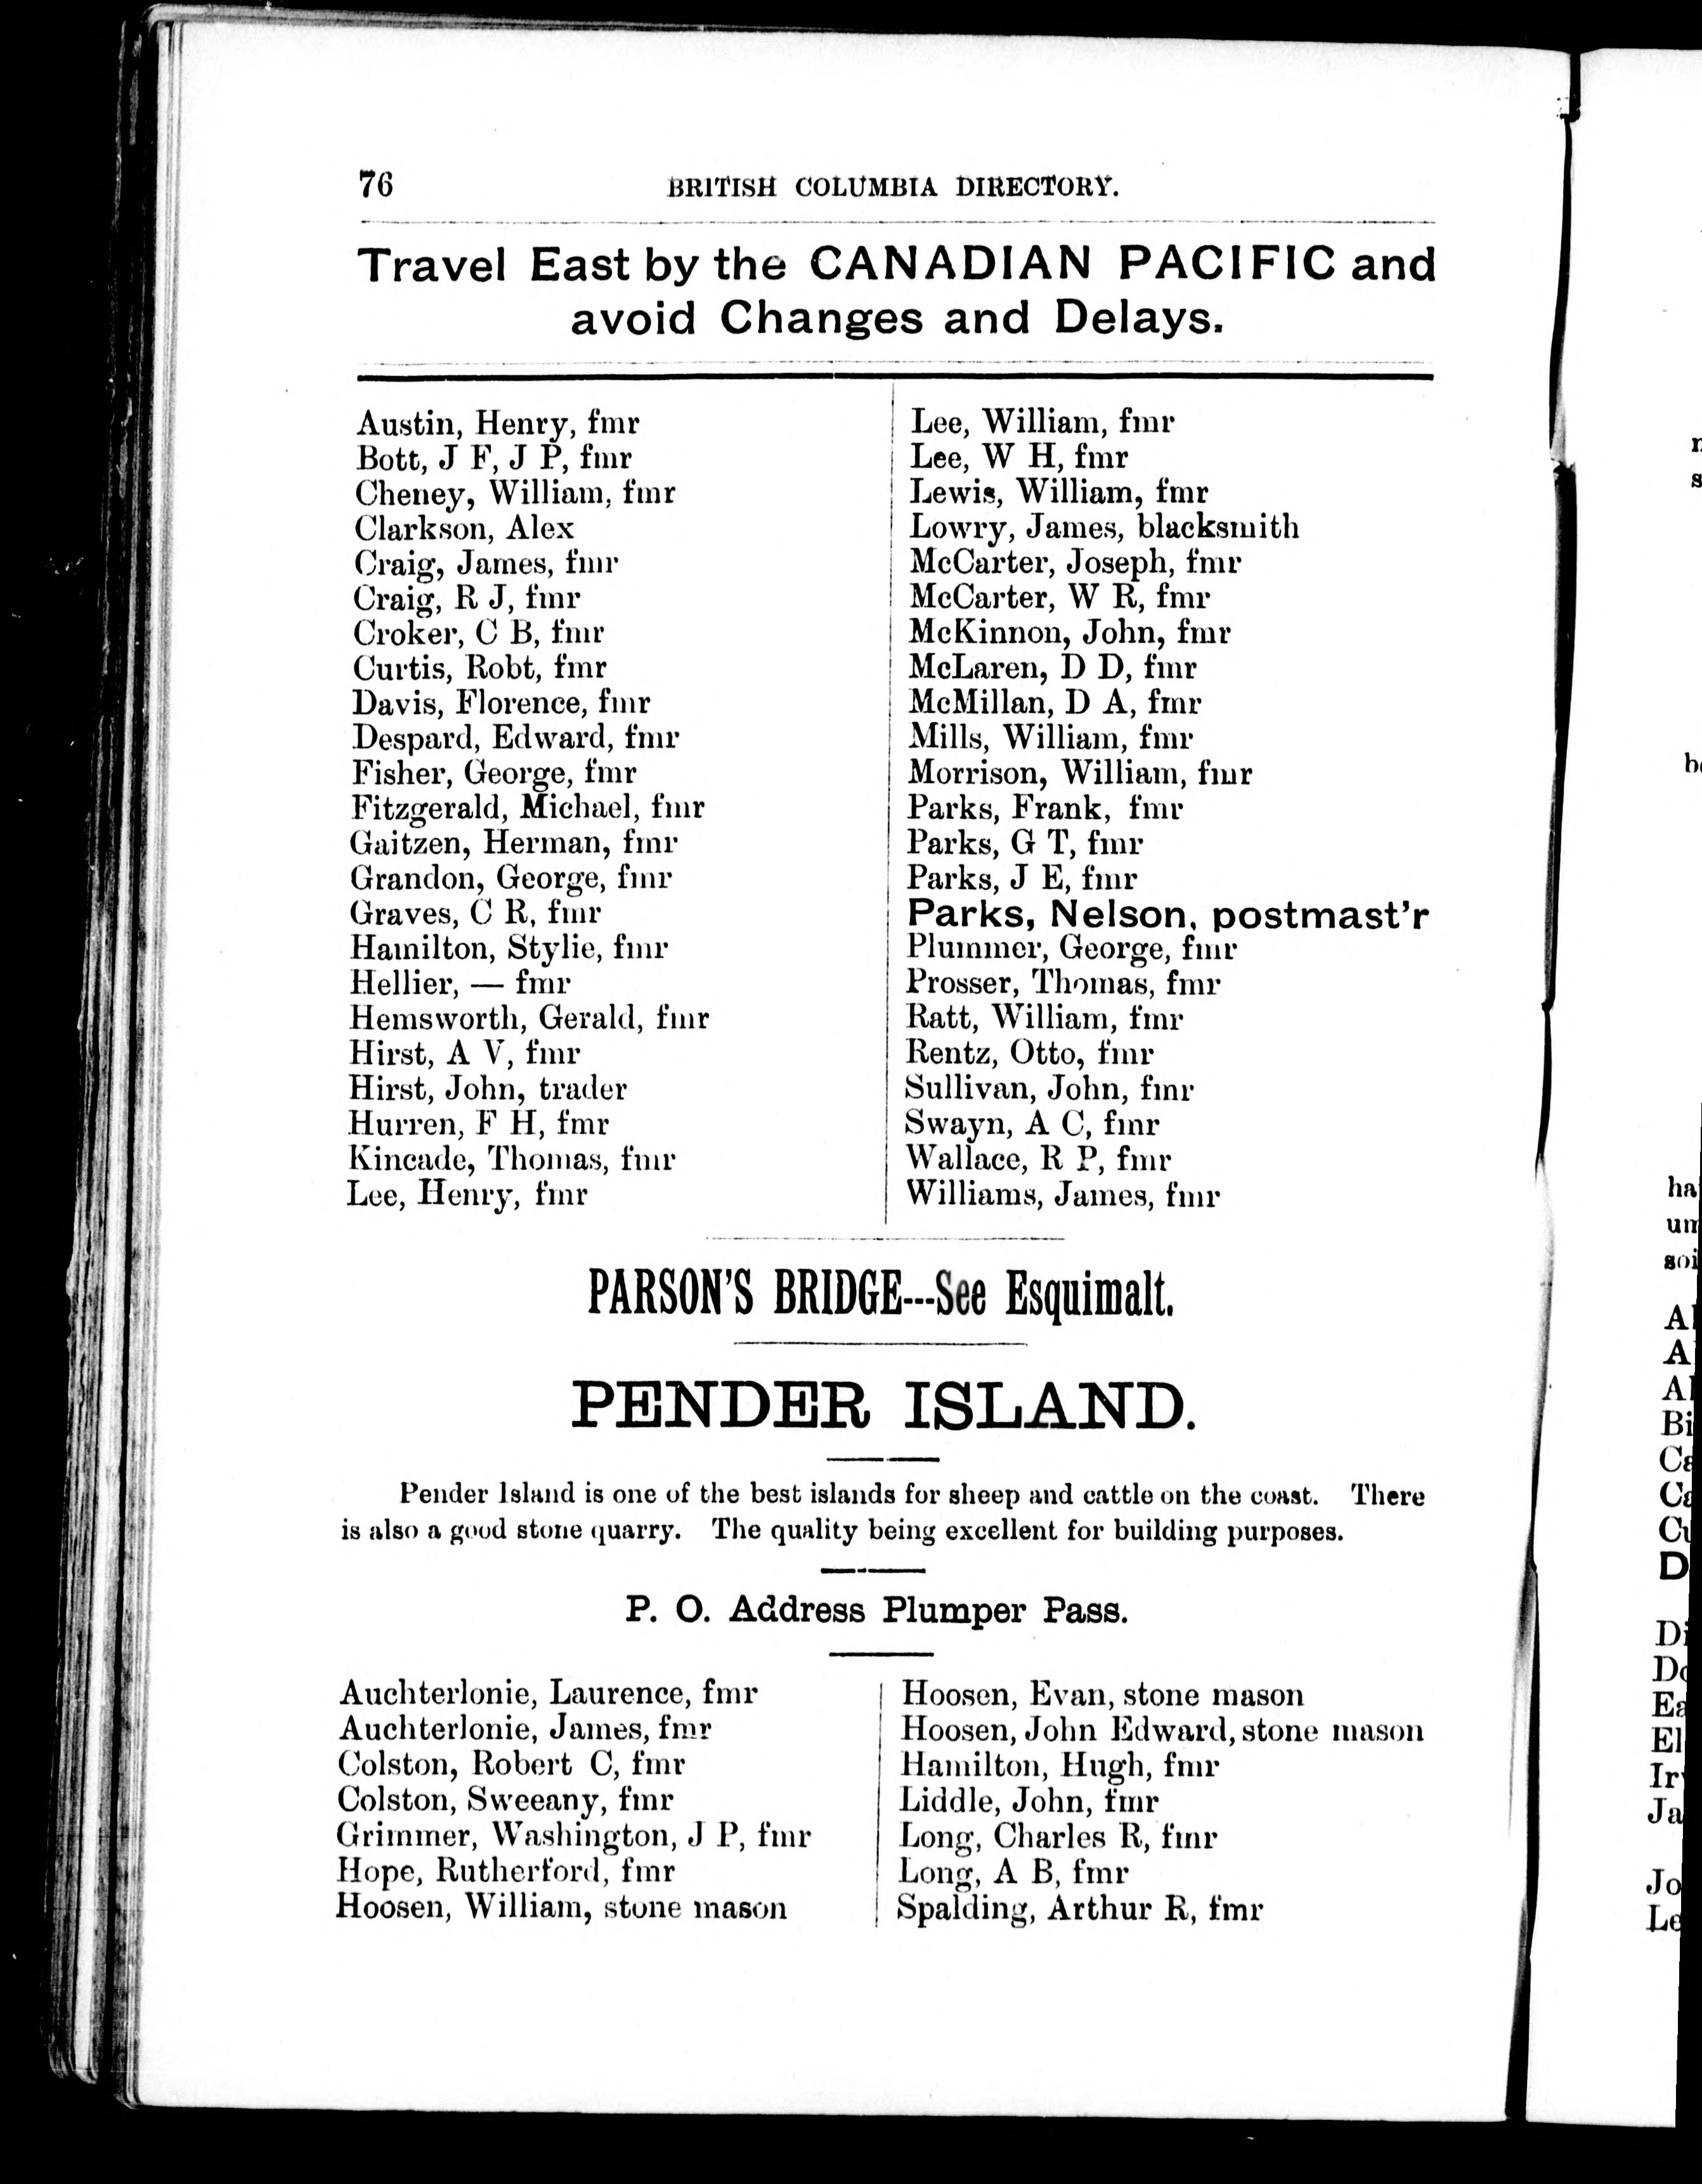 76
BRITISH COLUMBIA DIRECTORY.
Travel East by the CANADIAN PACIFIC and
avoid Changes and Delays.
Austin, Henry, fmr
Bott, J F, J P, fmr
Cheney, William, fmr
Clarkson, Alex
Craig, James, fmr
Craig, R J, fmr
Croker, C B, fmr
Curtis, Robt, fmr
Davis, Florence, fmr
Despard, Edward, fmr
Fisher, George, fmr
Fitzgerald, Michael, fmr
Gaitzen, Herman, fmr
Grandon, George, fmr
Graves, C R, fmr
Hamilton, Stylie, fmr
Hellier, — fmr
Hemsworth, Gerald, fmr
Hirst, A V, fmr
Hirst, John, trader
Hurren, F H, fmr
Kincade, Thomas, fmr
Lee, Henry, fmr
Lee, William, fmr
Lee, W H, fmr
Lewis, William, fmr
Lowry, James, blacksmith
McCarter, Joseph, fmr
McCarter, W R, fmr
McKinnon, John, fmr
McLaren, D D, fmr
McMillan, D A, fmr
Mills, William, fmr
Morrison, William, fmr
Parks, Frank, fmr
Parks, G T, fmr
Parks, J E, fmr
Parks, Nelson, postmast'r
Plummer, George, fmr
Prosser, Thomas, fmr
Ratt, William, fmr
Rentz, Otto, fmr
Sullivan, John, fmr
Swayn, A C, fmr
Wallace, R P, fmr
Williams, James, fmr
PARSON'S BRIDGE---See Esquimalt.
PENDER ISLAND.
Pender Island is one of the best islands for sheep and cattle on the coast. There
is also a good stone quarry. The quality being excellent for building purposes.
P. O. Address Plumper Pass.
Auchterlonie, Laurence, fmr
Auchterlonie, James, fmr
Colston, Robert C, fmr
Colston, Sweeany, fmr
Grimmer, Washington, J P, fmr
Hope, Rutherford, fmr
Hoosen, William, stone mason
Hoosen, Evan, stone mason
Hoosen, John Edward, stone mason
Hamilton, Hugh, fmr
Liddle, John, fmr
Long, Charles R, fmr
Long, A B, fmr
Spalding, Arthur R, fmr